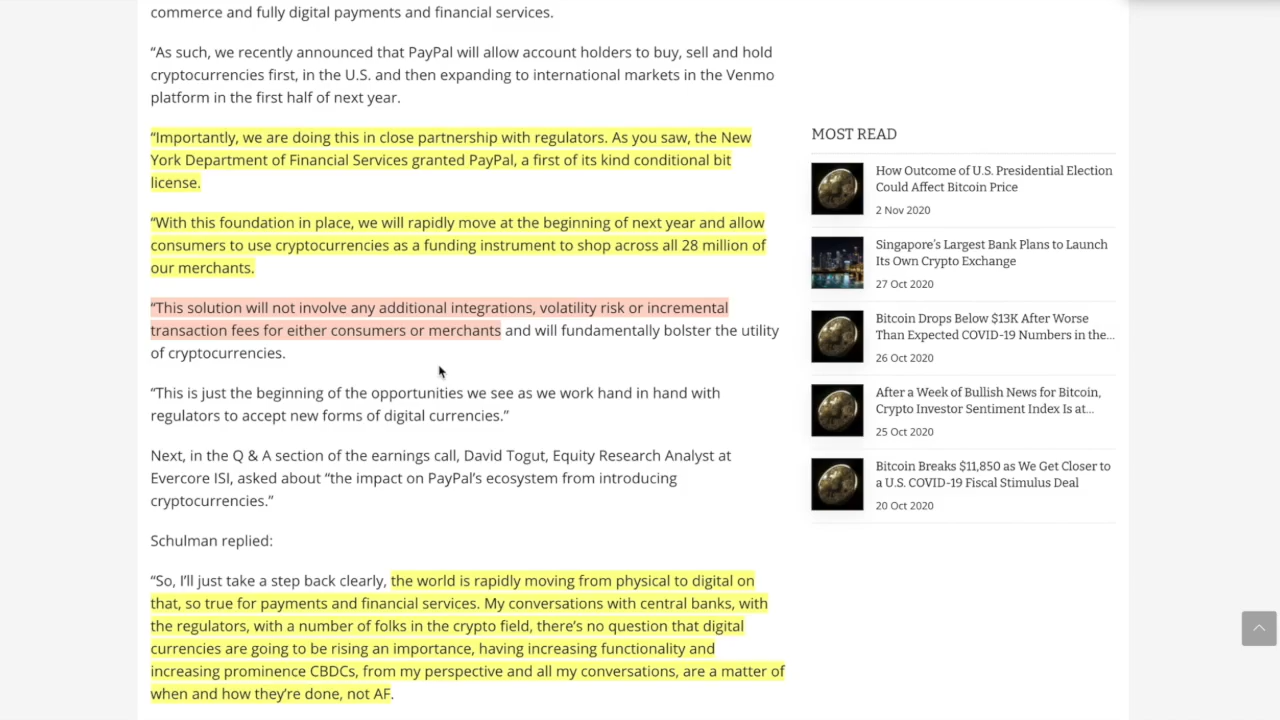 commerce and fully digital payments and financial services.
“As such, we recently announced that PayPal will allow account holders to buy, sell and hold
cryptocurrencies first, in the U.S. and then expanding to international markets in the Venmo
platform in the first half of next year.
“Importantly, we are doing this in close partnership with regulators. As you saw, the New
York Department of Financial Services granted PayPal, a first of its kind conditional bit
license.
“With this foundation in place, we will rapidly move at the beginning of next year and allow
consumers to use cryptocurrencies as a funding instrument to shop across all 28 million of
our merchants.
“This solution will not involve any additional integrations, volatility risk or incremental
transaction fees for either consumers or merchants and will fundamentally bolster the utility
of cryptocurrencies.
“This is just the beginning of the opportunities we see as we work hand in hand with
regulators to accept new forms of digital currencies.”
Next, in the Q & A section of the earnings call, David Togut, Equity Research Analyst at
Evercore ISI, asked about “the impact on PayPal’s ecosystem from introducing
cryptocurrencies.”
Schulman replied:
“So, I’ll just take a step back clearly, the world is rapidly moving from physical to digital on
that, so true for payments and financial services. My conversations with central banks, with
the regulators, with a number of folks in the crypto field, there’s no question that digital
currencies are going to be rising an importance, having increasing functionality and
increasing prominence CBDCs, from my perspective and all my conversations, are a matter of
when and how they’re done, not AF.
MOST READ
How Outcome of U.S. Presidential Election
Could Affect Bitcoin Price
2 Nov 2020
Singapore’s Largest Bank Plans to Launch
Its Own Crypto Exchange
27 Oct 2020
Bitcoin Drops Below $13K After Worse
Than Expected COVID-19 Numbers in the...
26 Oct 2020
After a Week of Bullish News for Bitcoin,
Crypto Investor Sentiment Index Is at...
25 Oct 2020
Bitcoin Breaks $11,850 as We Get Closer to
a U.S. COVID-19 Fiscal Stimulus Deal
20 Oct 2020